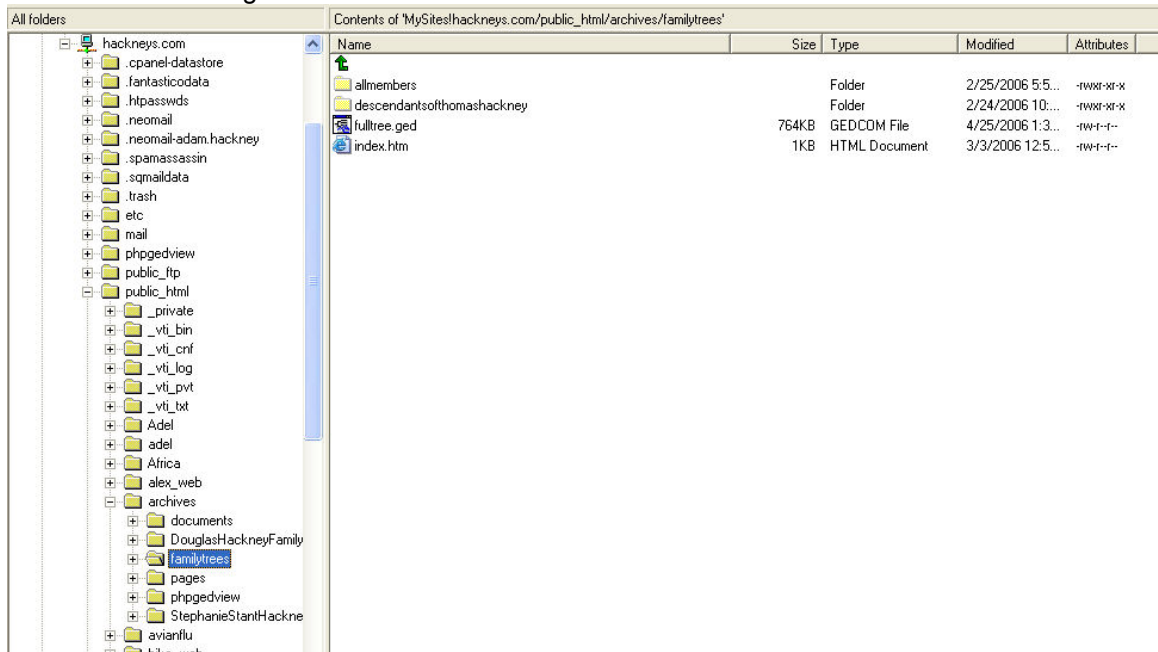 All folders
Contents of 'MySites!hackneys.com/public_html/archives/familytrees'
hackneys.com
.cpanel-datastore
.fantasticodata
.htpasswds
.neomail
.neomail-adam.hackney
.spamassassin
.sqmaildata
.trash
etc
mail
phpgedview
public_ftp
public_html
_private
_vti_bin
_vti_cnf
_vti_log
_vti_pvt
_vti_txt
Adel
adel
Africa
alex_web
archives
documents
DouglasHackneyFamily
familytrees
pages
phpgedview
StephanieStantHackne
avianflu
Name Size Type Modified Attributes
allmembers Folder 2/25/2006 5:5... -rwxr-xr-x
descendantsofthomashackney Folder 2/24/2006 10:... -rwxr-xr-x
fulltree.ged 764KB GEDCOM File 4/25/2006 1:3... -rw-r--r--
index.htm 1KB HTML Document 3/3/2006 12:5... -rw-r--r--